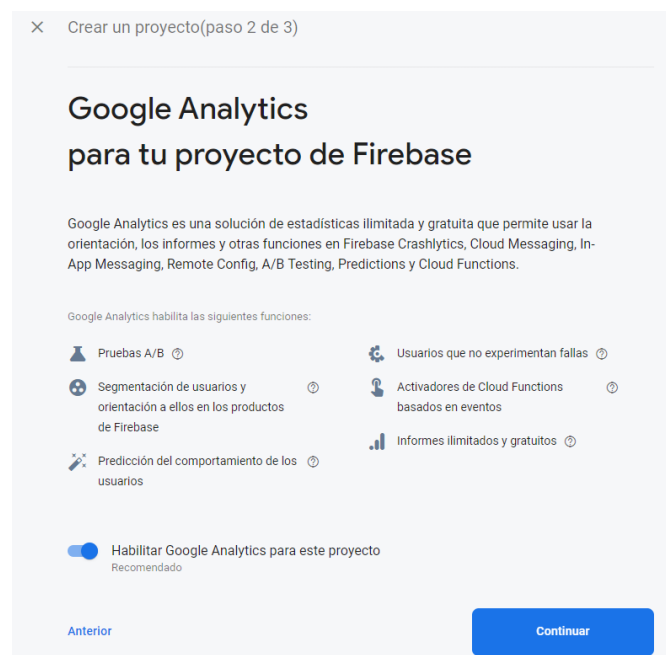 Crear un proyecto(paso 2 de 3)
Google Analytics
para tu proyecto de Firebase
Google Analytics es una solución de estadísticas ilimitada y gratuita que permite usar la
orientación, los informes y otras funciones en Firebase Crashlytics, Cloud Messaging, In-
App Messaging, Remote Config, A/B Testing, Predictions y Cloud Functions.
Google Analytics habilita las siguientes funciones:
Pruebas A/B
Segmentación de usuarios y
orientación a ellos en los productos
de Firebase
Predicción del comportamiento de los
usuarios
Usuarios que no experimentan fallas
Activadores de Cloud Functions
basados en eventos
Informes ilimitados y gratuitos
Habilitar Google Analytics para este proyecto
Recomendado
Anterior
Continuar